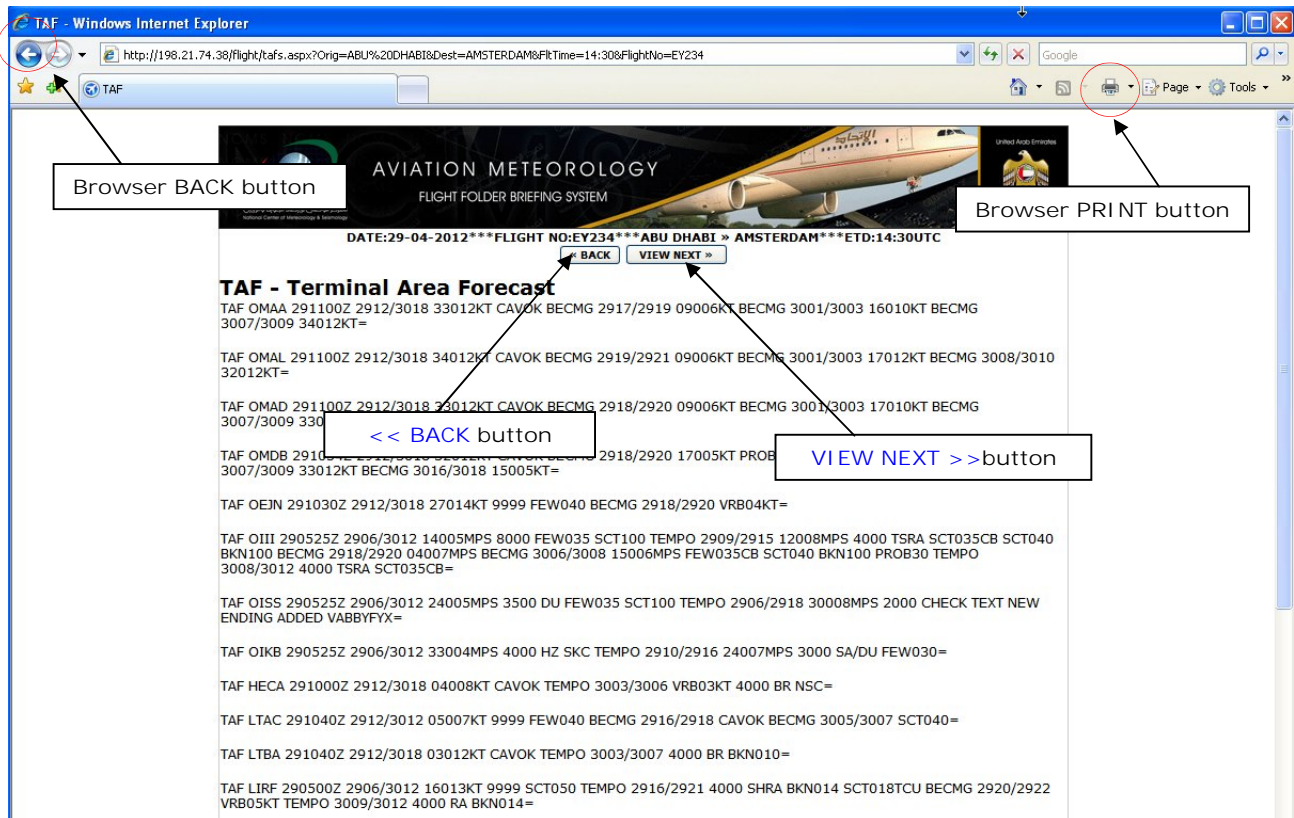 TAF - Windows Internet Explorer
http://198.21.74.38/flight/tafs.aspx?Orig=ABU%20DHABI&Dest=AMSTERDAM&FltTime=14:30&FlightNo=EY234
Google
TAF
Page
Tools
»
Browser BACK button
Browser PRINT button
AVIATION METEOROLOGY
FLIGHT FOLDER BRIEFING SYSTEM
United Arab Emirates
National Center of Meteorology & Seismology
DATE:29-04-2012***FLIGHT NO:EY234***ABU DHABI » AMSTERDAM***ETD:14:30UTC
« BACK
VIEW NEXT »
TAF - Terminal Area Forecast
TAF OMAA 291100Z 2912/3018 33012KT CAVOK BECMG 2917/2919 09006KT BECMG 3001/3003 16010KT BECMG
3007/3009 34012KT=
TAF OMAL 291100Z 2912/3018 34012KT CAVOK BECMG 2919/2921 09006KT BECMG 3001/3003 17012KT BECMG 3008/3010
32012KT=
TAF OMAD 291100Z 2912/3018 33012KT CAVOK BECMG 2918/2920 09006KT BECMG 3001/3003 17010KT BECMG
3007/3009
<< BACK button
VIEW NEXT >>button
TAF OMDB 2912/3018 32012KT CAVOK BECMG 2918/2920 17005KT
3007/3009 33012KT BECMG 3016/3018 15005KT=
TAF OEJN 291030Z 2912/3018 27014KT 9999 FEW040 BECMG 2918/2920 VRB04KT=
TAF OIII 290525Z 2906/3012 14005MPS 8000 FEW035 SCT100 TEMPO 2909/2915 12008MPS 4000 TSRA SCT035CB SCT040
BKN100 BECMG 2918/2920 04007MPS BECMG 3006/3008 15006MPS FEW035CB SCT040 BKN100 PROB30 TEMPO
3008/3012 4000 TSRA SCT035CB=
TAF OISS 290525Z 2906/3012 24005MPS 3500 DU FEW035 SCT100 TEMPO 2906/2918 30008MPS 2000 CHECK TEXT NEW
ENDING ADDED VABBYFYX=
TAF OIKB 290525Z 2906/3012 33004MPS 4000 HZ SKC TEMPO 2910/2916 24007MPS 3000 SA/DU FEW030=
TAF HECA 291000Z 2912/3018 04008KT CAVOK TEMPO 3003/3006 VRB03KT 4000 BR NSC=
TAF LTAC 291040Z 2912/3012 05007KT 9999 FEW040 BECMG 2916/2918 CAVOK BECMG 3005/3007 SCT040=
TAF LTBA 291040Z 2912/3018 03012KT CAVOK TEMPO 3003/3007 4000 BR BKN010=
TAF LIRF 290500Z 2906/3012 16013KT 9999 SCT050 TEMPO 2916/2921 4000 SHRA BKN014 SCT018TCU BECMG 2920/2922
VRB05KT TEMPO 3009/3012 4000 RA BKN014=